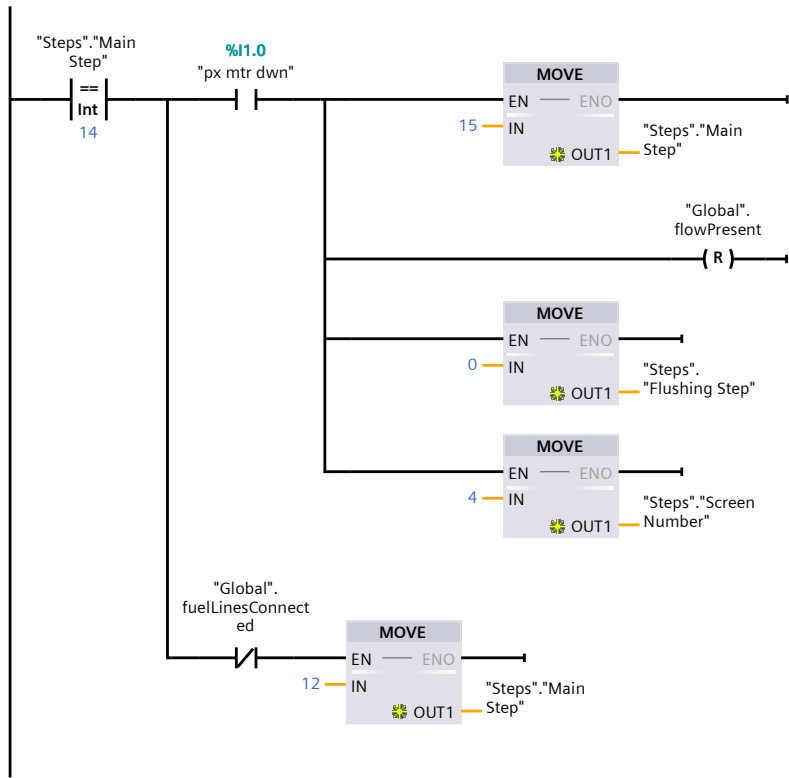 "Steps"."Main
Step"
==
Int
14
%I1.0
"px mtr dwn"
MOVE
EN
ENO
15
IN
OUT1
"Steps"."Main
Step"
"Global".
flowPresent
R
MOVE
EN
ENO
0
IN
OUT1
"Steps".
"Flushing Step"
MOVE
EN
ENO
4
IN
OUT1
"Steps"."Screen
Number"
"Global".
fuelLinesConnect
ed
MOVE
EN
ENO
12
IN
OUT1
"Steps"."Main
Step"